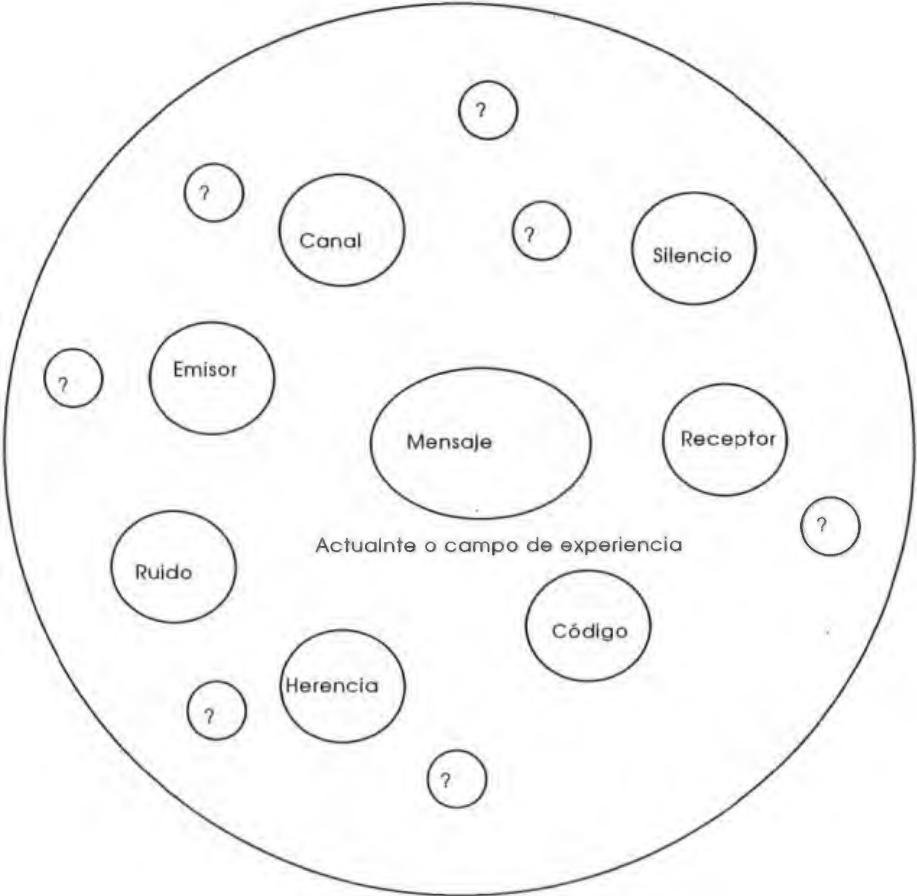 ?
?
Canal
?
Silencio
Emisor
?
Mensaje
Receptor
?
Actualnte o campo de experiencia
Ruido
Código
Herencia
?
?